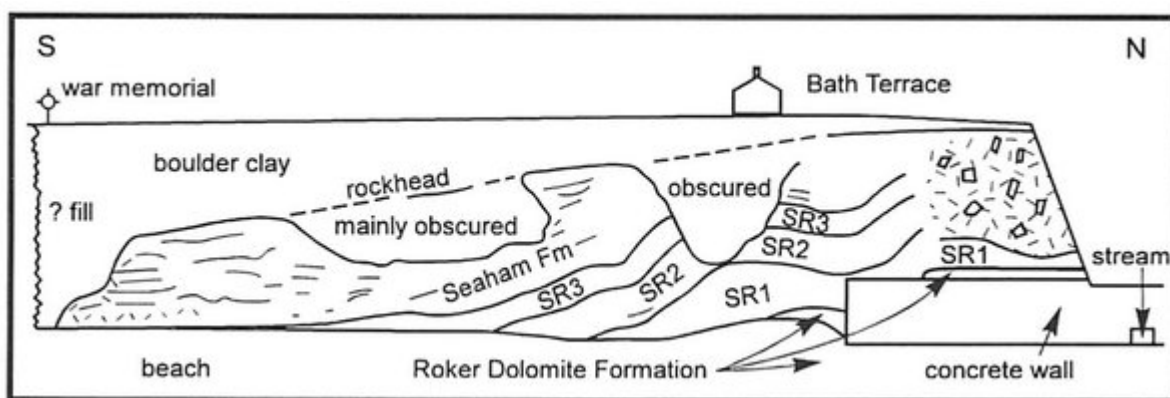 S
N
war memorial
Bath Terrace
boulder clay
rockhead
obscured
? fill
mainly obscured
SR3
Seaham Fm
SR2
SR1
stream
SR3
SR2
SR1
beach
Roker Dolomite Formation
concrete wall